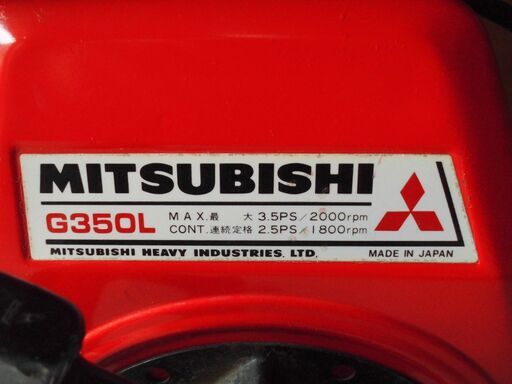 MITSUBISHI
G350L
MAX.最 大 3.5PS/2000rpm
CONT.連続定格 2.5PS/1800rpm
MITSUBISHI HEAVY INDUSTRIES, LTD.
MADE IN JAPAN